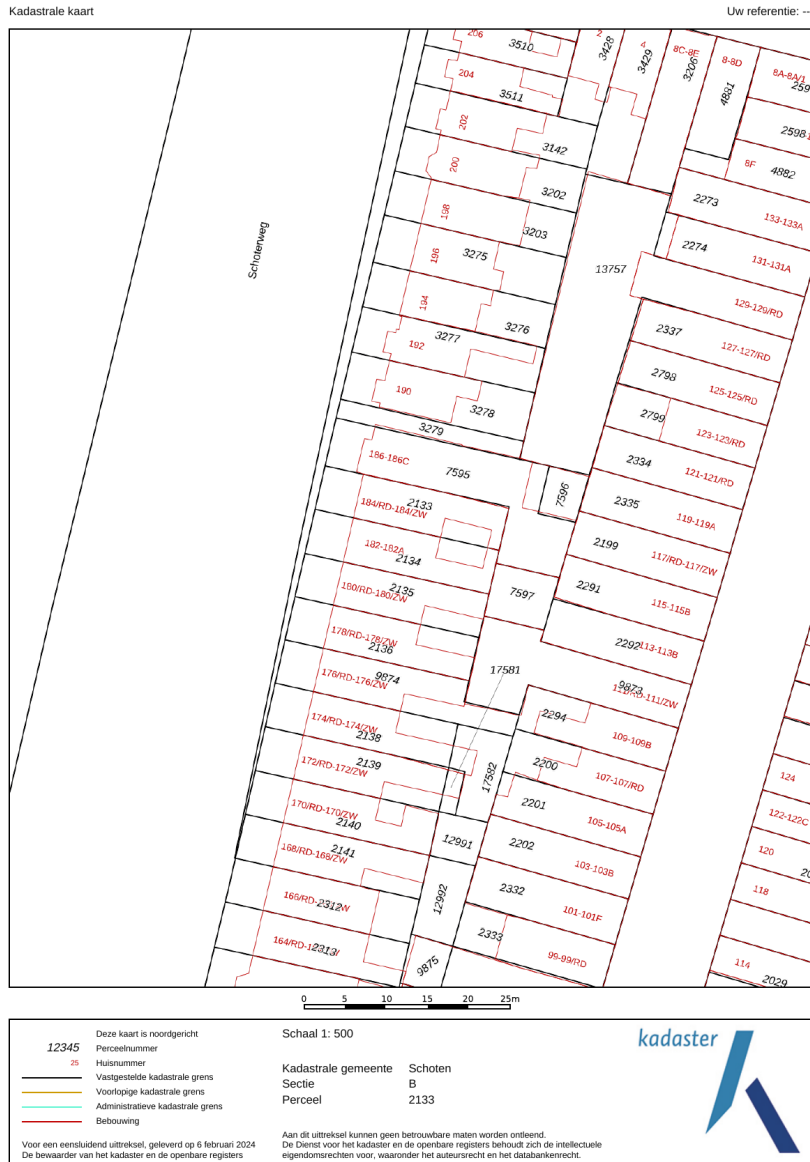 Kadastrale kaart
Uw referentie: --
206
3510
2
3428
4
3429
8C-8E
3206
8-8D
4881
8A-8A/1
259
204
3511
2598
202
3142
8F
4882
200
3202
2273
133-133A
198
3203
2274
131-131A
Schoterweg
196
3275
13757
129-129/RD
194
3276
2337
127-127/RD
192
3277
2798
125-125/RD
190
3278
2799
123-123/RD
3279
186-186C
7595
2334
121-121/RD
7596
2335
119-119A
184/RD-184/ZW
2133
2199
117/RD-117/ZW
182-182A
2134
2291
115-115B
180/RD-180/ZW
2135
7597
2292
113-113B
178/RD-178/ZW
2136
17581
9873
111/RD-111/ZW
176/RD-176/ZW
9874
2294
109-109B
174/RD-174/ZW
2138
2200
107-107/RD
172/RD-172/ZW
2139
17582
2201
105-105A
124
170/RD-170/ZW
2140
12991
2202
103-103B
122-122C
168/RD-168/ZW
2141
120
20
2332
101-101F
118
2312
12992
2333
99-99/RD
2313
9875
114
2029
0 5 10 15 20 25m
Deze kaart is noordgericht
12345 Perceelnummer
25 Huisnummer
Vastgestelde kadastrale grens
Voorlopige kadastrale grens
Administratieve kadastrale grens
Bebouwing
Voor een eensluidend uittreksel, geleverd op 6 februari 2024
De bewaarder van het kadaster en de openbare registers
Schaal 1: 500
Kadastrale gemeente Schoten
Sectie B
Perceel 2133
Aan dit uittreksel kunnen geen betrouwbare maten worden ontleend.
De Dienst voor het kadaster en de openbare registers behoudt zich de intellectuele
eigendomsrechten voor, waaronder het auteursrecht en het databankenrecht.
kadaster